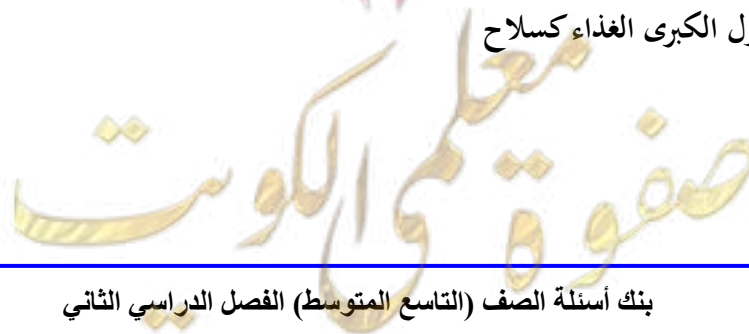 الكبرى الغذاء كسلاح
صفوة معلمي الكويت
بنك أسئلة الصف (التاسع المتوسط) الفصل الدراسي الثاني